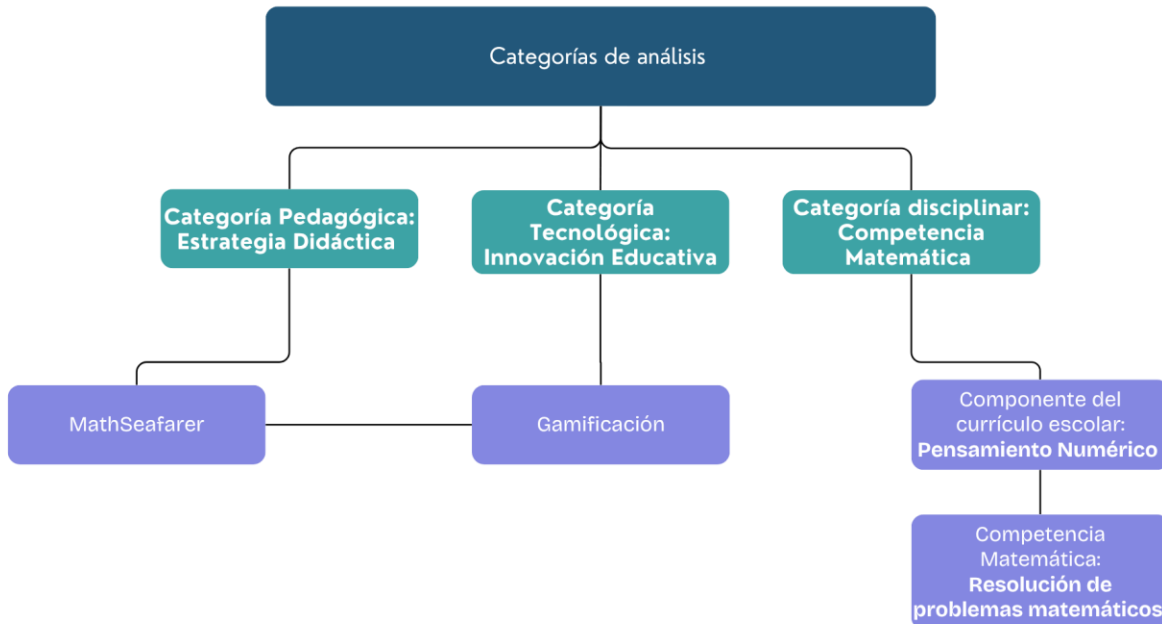 Categorías de análisis
Categoría Pedagógica:
Estrategia Didáctica
Categoría
Tecnológica:
Innovación Educativa
Categoría disciplinar:
Competencia
Matemática
MathSeafarer
Gamificación
Componente del
currículo escolar:
Pensamiento Numérico
Competencia
Matemática:
Resolución de
problemas matemáticos